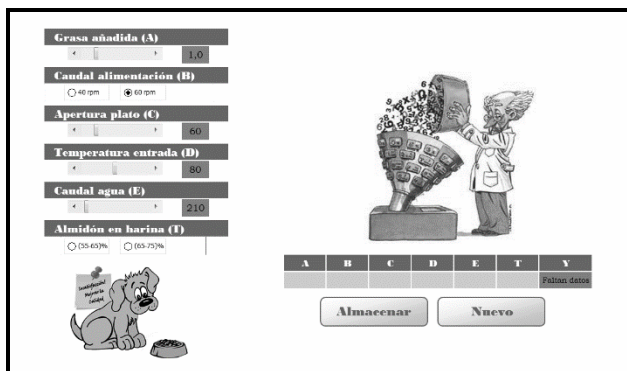 Grasa añadida (A)
1,0
Caudal alimentación (B)
40 rpm
60 rpm
Apertura plato (C)
60
Temperatura entrada (D)
80
Caudal agua (E)
210
Almidón en harina (T)
(55-65)%
(65-75)%
A B C D E T Y
Faltan datos
Almacenar
Nuevo